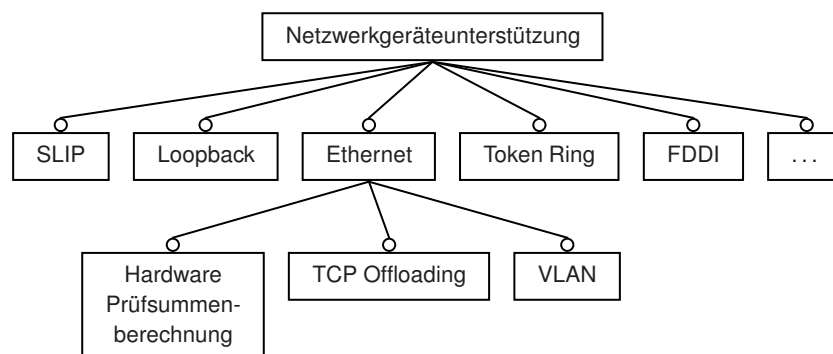 Netzwerkgeräteunterstützung
SLIP
Loopback
Ethernet
Token Ring
FDDI
...
Hardware
Prüfsummen-
berechnung
TCP Offloading
VLAN